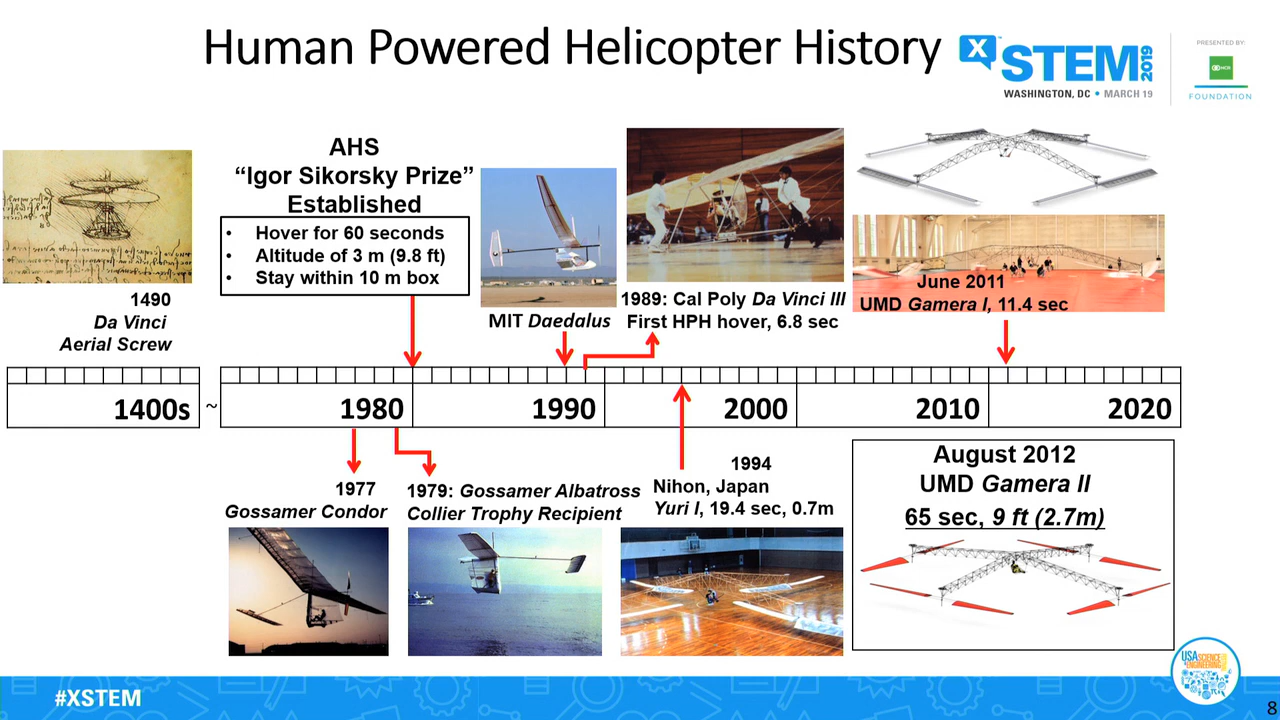 Human Powered Helicopter History
X STEM 2019
WASHINGTON, DC • MARCH 19
PRESENTED BY:
FOUNDATION
AHS
“Igor Sikorsky Prize”
Established
• Hover for 60 seconds
• Altitude of 3 m (9.8 ft)
• Stay within 10 m box
1490
Da Vinci
Aerial Screw
MIT Daedalus
1989: Cal Poly Da Vinci III
First HPH hover, 6.8 sec
June 2011
UMD Gamera I, 11.4 sec
1400s ~ 1980 1990 2000 2010 2020
1977
Gossamer Condor
1979: Gossamer Albatross
Collier Trophy Recipient
1994
Nihon, Japan
Yuri I, 19.4 sec, 0.7m
August 2012
UMD Gamera II
65 sec, 9 ft (2.7m)
#XSTEM
USA SCIENCE
& ENGINEERING
8